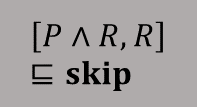 [P ∧ R, R]
⊑ skip